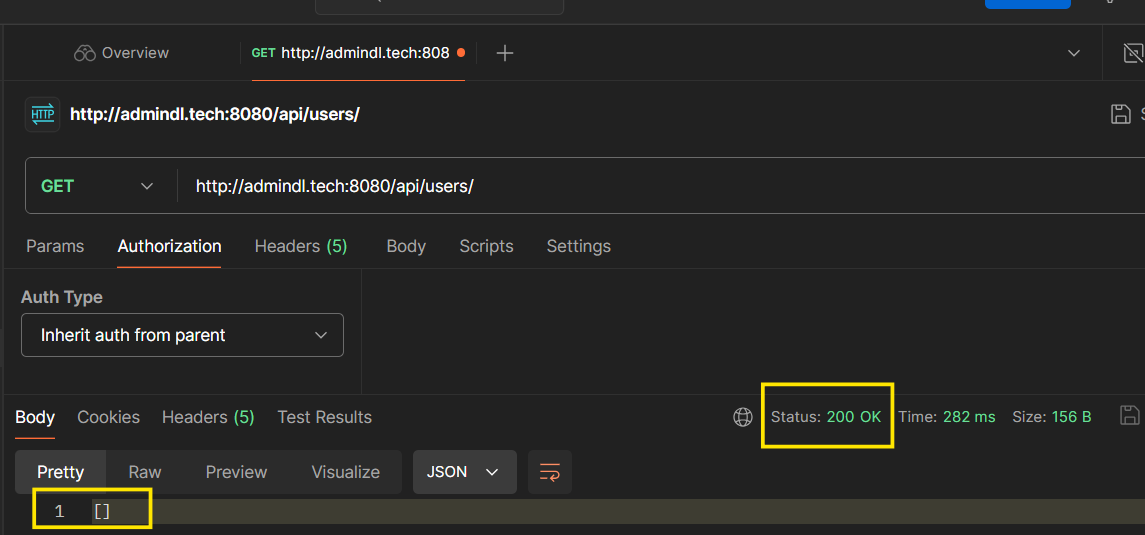 Overview GET http://admindl.tech:808
HTTP http://admindl.tech:8080/api/users/
GET http://admindl.tech:8080/api/users/
Params Authorization Headers (5) Body Scripts Settings
Auth Type
Inherit auth from parent
Body Cookies Headers (5) Test Results Status: 200 OK Time: 282 ms Size: 156 B
Pretty Raw Preview Visualize JSON
1 []